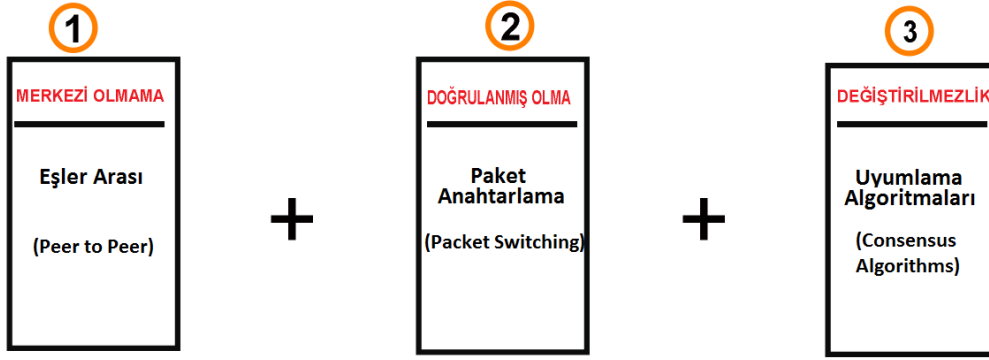 1
MERKEZİ OLMAMA
Eşler Arası
(Peer to Peer)
+
2
DOĞRULANMIŞ OLMA
Paket
Anahtarlama
(Packet Switching)
+
3
DEĞİŞTİRİLMEZLİK
Uyumlama
Algoritmaları
(Consensus
Algorithms)